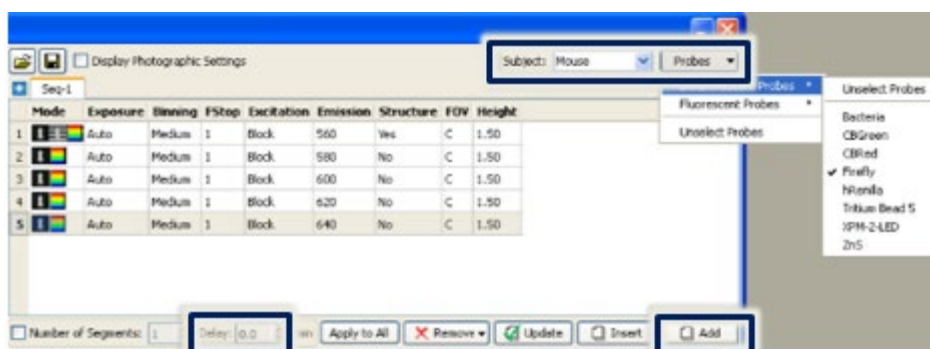 Display Photographic Settings Subject: Mouse Probes
Seq-1
Mode Exposure Binning FStop Excitation Emission Structure FOV Height
1 Auto Medium 1 Block 560 Yes C 1.50
2 Auto Medium 1 Block 580 No C 1.50
3 Auto Medium 1 Block 600 No C 1.50
4 Auto Medium 1 Block 620 No C 1.50
5 Auto Medium 1 Block 640 No C 1.50
Probes
Fluorescent Probes
Unselect Probes
Unselect Probes
Bacteria
CBGreen
CBRed
Firefly
hRenilla
Tritium Bead 5
XPM-2-LED
ZnS
Number of Segments: 1 Delay: 0.0 Apply to All Remove Update Insert Add